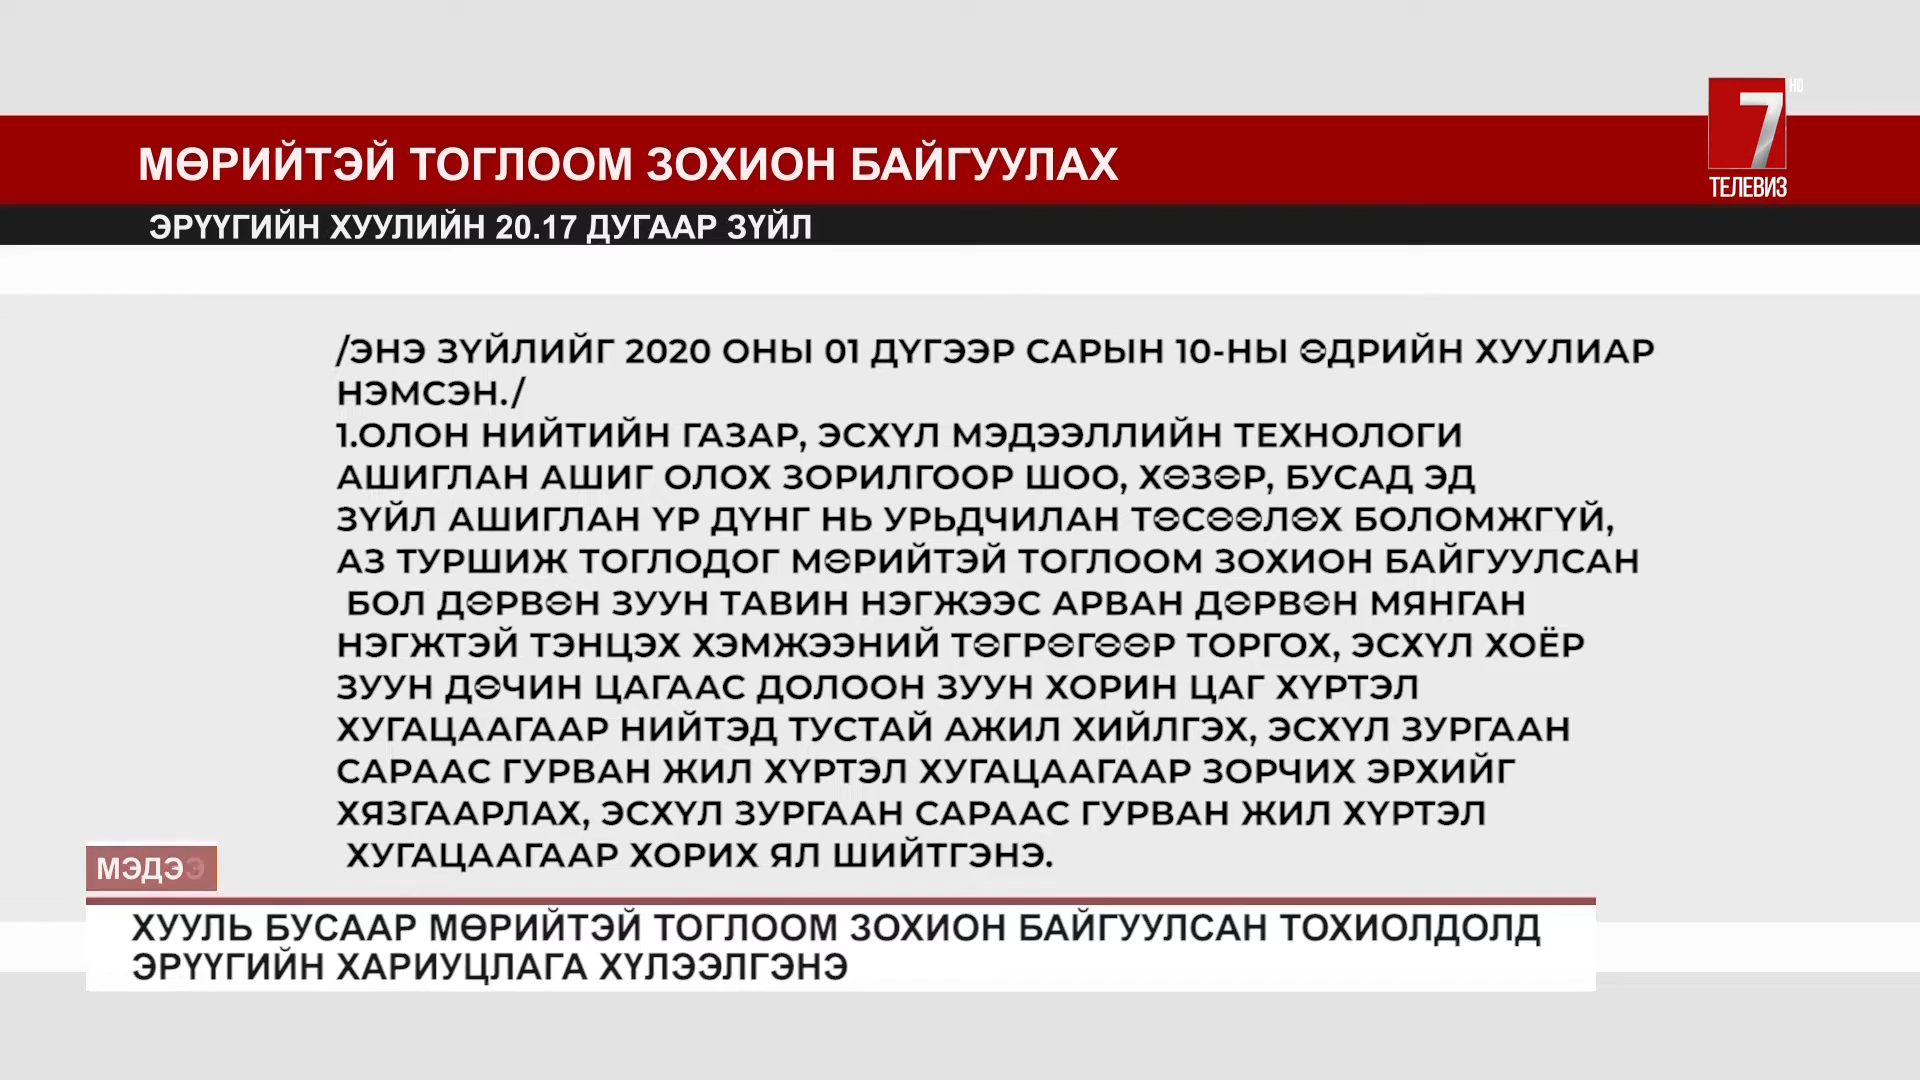 HD
7
ТЕЛЕВИЗ
МӨРИЙТЭЙ ТОГЛООМ ЗОХИОН БАЙГУУЛАХ
ЭРҮҮГИЙН ХУУЛИЙН 20.17 ДУГААР ЗҮЙЛ
/ЭНЭ ЗҮЙЛИЙГ 2020 ОНЫ 01 ДҮГЭЭР САРЫН 10-НЫ ӨДРИЙН ХУУЛИАР
НЭМСЭН./
1.ОЛОН НИЙТИЙН ГАЗАР, ЭСХҮЛ МЭДЭЭЛЛИЙН ТЕХНОЛОГИ
АШИГЛАН АШИГ ОЛОХ ЗОРИЛГООР ШОО, ХӨЗӨР, БУСАД ЭД
ЗҮЙЛ АШИГЛАН ҮР ДҮНГ НЬ УРЬДЧИЛАН ТӨСӨӨЛӨХ БОЛОМЖГҮЙ,
АЗ ТУРШИЖ ТОГЛОДОГ МӨРИЙТЭЙ ТОГЛООМ ЗОХИОН БАЙГУУЛСАН
БОЛ ДӨРВӨН ЗУУН ТАВИН НЭГЖЭЭС АРВАН ДӨРВӨН МЯНГАН
НЭГЖТЭЙ ТЭНЦЭХ ХЭМЖЭЭНИЙ ТӨГРӨГӨӨР ТОРГОХ, ЭСХҮЛ ХОЁР
ЗУУН ДӨЧИН ЦАГААС ДОЛООН ЗУУН ХОРИН ЦАГ ХҮРТЭЛ
ХУГАЦААГААР НИЙТЭД ТУСТАЙ АЖИЛ ХИЙЛГЭХ, ЭСХҮЛ ЗУРГААН
САРААС ГУРВАН ЖИЛ ХҮРТЭЛ ХУГАЦААГААР ЗОРЧИХ ЭРХИЙГ
ХЯЗГААРЛАХ, ЭСХҮЛ ЗУРГААН САРААС ГУРВАН ЖИЛ ХҮРТЭЛ
ХУГАЦААГААР ХОРИХ ЯЛ ШИЙТГЭНЭ.
МЭДЭЭ
ХУУЛЬ БУСААР МӨРИЙТЭЙ ТОГЛООМ ЗОХИОН БАЙГУУЛСАН ТОХИОЛДОЛД
ЭРҮҮГИЙН ХАРИУЦЛАГА ХҮЛЭЭЛГЭНЭ